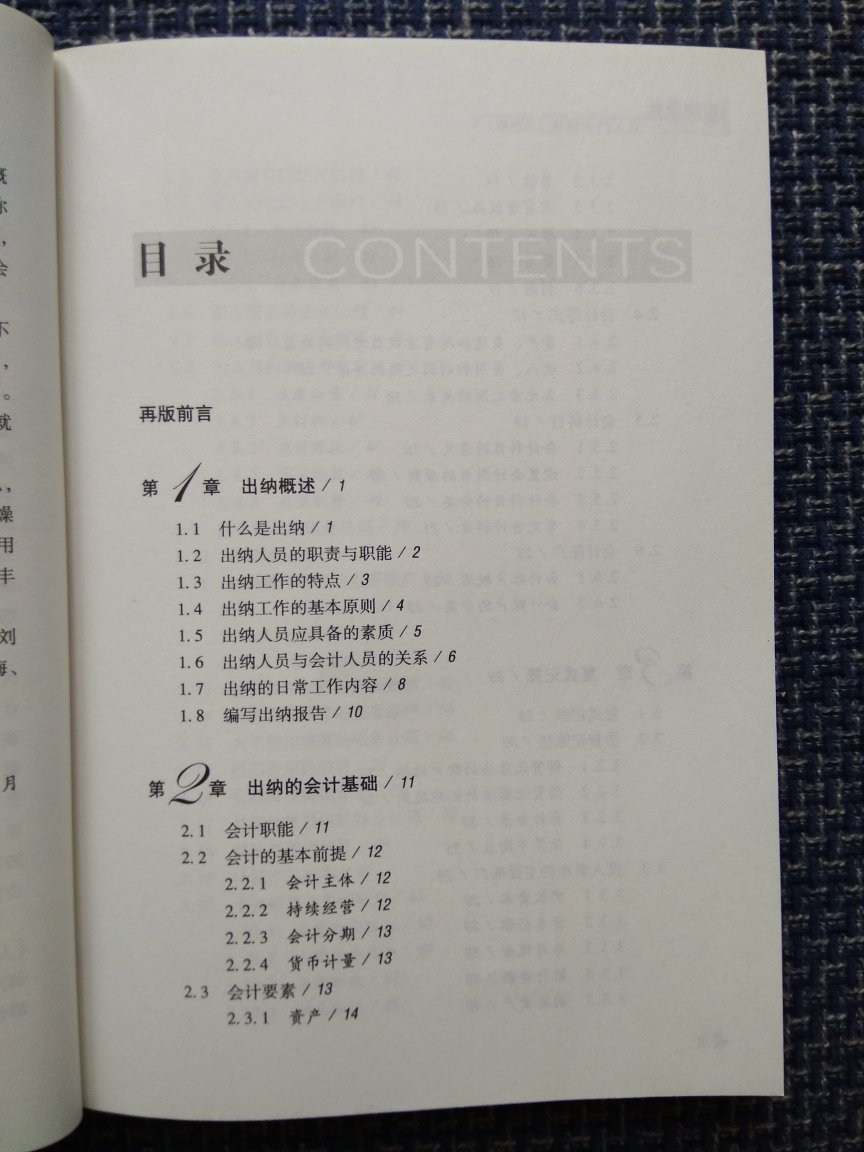 目录 CONTENTS
再版前言
第1章 出纳概述 / 1
1.1 什么是出纳 / 1
1.2 出纳人员的职责与职能 / 2
1.3 出纳工作的特点 / 3
1.4 出纳工作的基本原则 / 4
1.5 出纳人员应具备的素质 / 5
1.6 出纳人员与会计人员的关系 / 6
1.7 出纳的日常工作内容 / 8
1.8 编写出纳报告 / 10
第2章 出纳的会计基础 / 11
2.1 会计职能 / 11
2.2 会计的基本前提 / 12
2.2.1 会计主体 / 12
2.2.2 持续经营 / 12
2.2.3 会计分期 / 13
2.2.4 货币计量 / 13
2.3 会计要素 / 13
2.3.1 资产 / 14